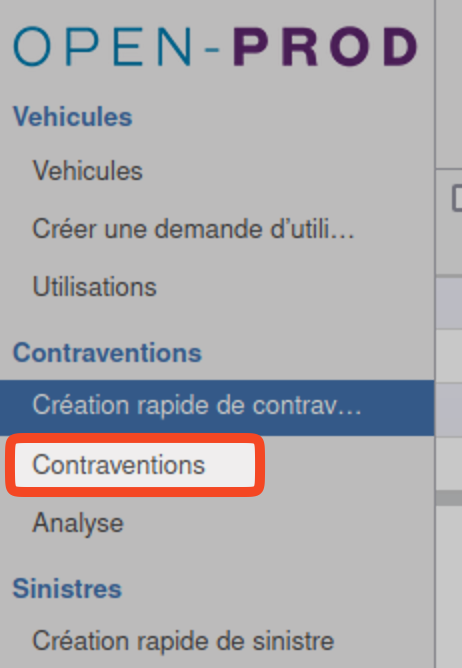 OPEN-PROD
Vehicules
Vehicules
Créer une demande d’utili…
Utilisations
Contraventions
Création rapide de contrav…
Contraventions
Analyse
Sinistres
Création rapide de sinistre